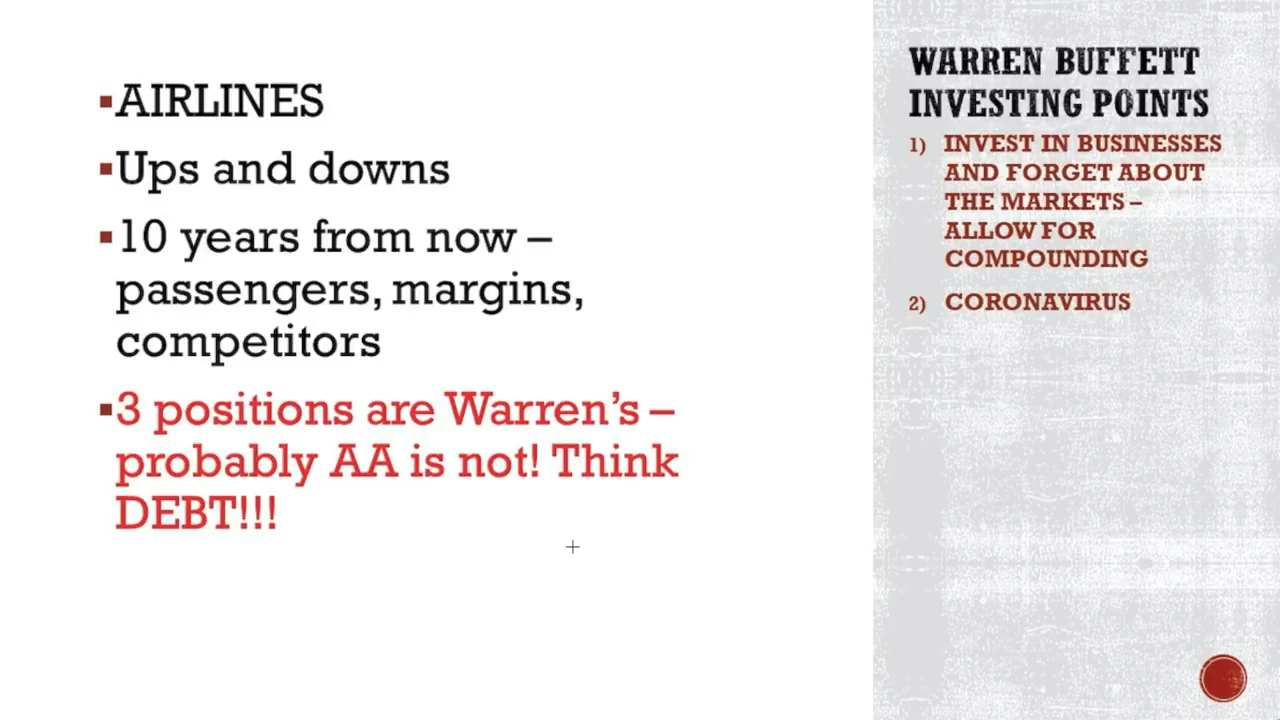 AIRLINES
Ups and downs
10 years from now –
passengers, margins,
competitors
3 positions are Warren’s –
probably AA is not! Think
DEBT!!!
WARREN BUFFETT
INVESTING POINTS
1) INVEST IN BUSINESSES
AND FORGET ABOUT
THE MARKETS –
ALLOW FOR
COMPOUNDING
2) CORONAVIRUS